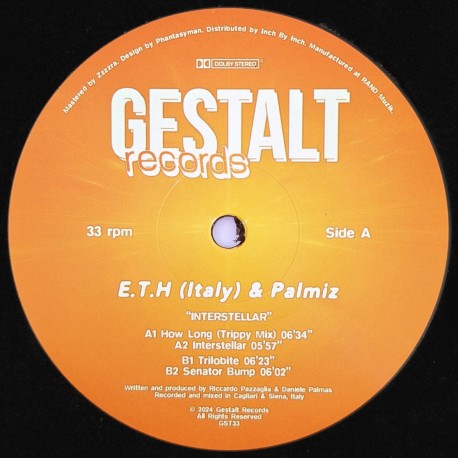 Mastered by Zzzzra. Design by Phantasyman. Distributed by Inch By Inch. Manufactured at RAND Muzik.
DOLBY STEREO
GESTALT
records
33 rpm
Side A
E.T.H (Italy) & Palmiz
"INTERSTELLAR"
A1 How Long (Trippy Mix) 06'34"
A2 Interstellar 05'57"
B1 Trilobite 06'23"
B2 Senator Bump 06'02"
Written and produced by Riccardo Pazzaglia & Daniele Palmas
Recorded and mixed in Cagliari & Siena, Italy
© 2024 Gestalt Records
All Rights Reserved
GST33